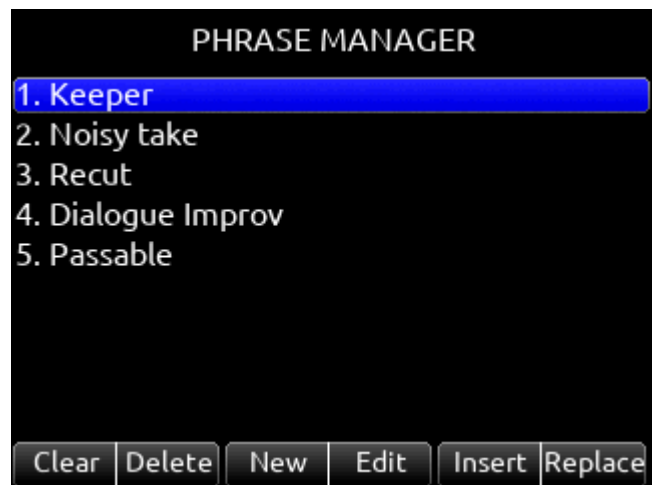 PHRASE MANAGER
1. Keeper
2. Noisy take
3. Recut
4. Dialogue Improv
5. Passable
Clear Delete New Edit Insert Replace